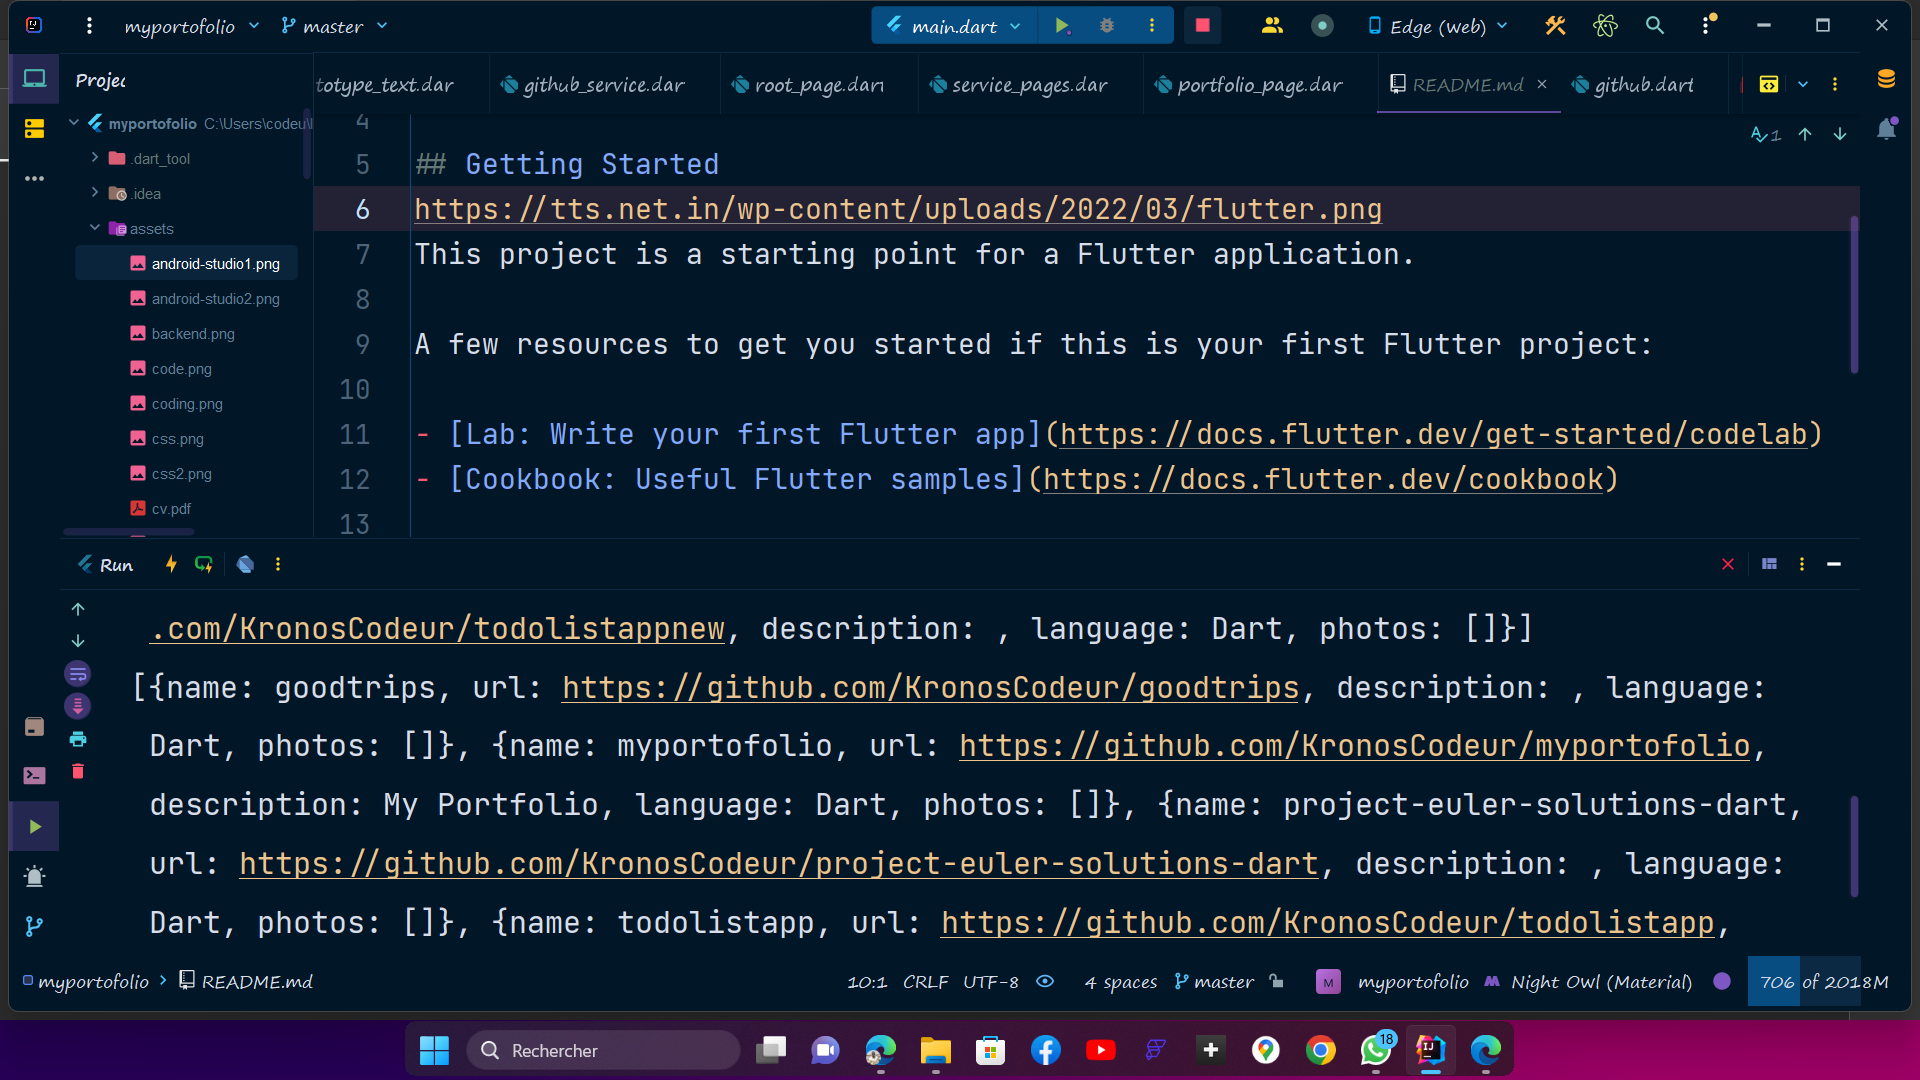 myportofolio
master
main.dart
Edge (web)
Projec
totype_text.dar
github_service.dar
root_page.dart
service_pages.dar
portfolio_page.dar
README.md
github.dart
myportofolio C:\Users\codeu\
.dart_tool
.idea
assets
android-studio1.png
android-studio2.png
backend.png
code.png
coding.png
css.png
css2.png
cv.pdf
1
4
5 ## Getting Started
6 https://tts.net.in/wp-content/uploads/2022/03/flutter.png
7 This project is a starting point for a Flutter application.
8
9 A few resources to get you started if this is your first Flutter project:
10
11 - [Lab: Write your first Flutter app](https://docs.flutter.dev/get-started/codelab)
12 - [Cookbook: Useful Flutter samples](https://docs.flutter.dev/cookbook)
13
Run
.com/KronosCodeur/todolistappnew, description: , language: Dart, photos: []}]
[{name: goodtrips, url: https://github.com/KronosCodeur/goodtrips, description: , language:
Dart, photos: []}, {name: myportofolio, url: https://github.com/KronosCodeur/myportofolio,
description: My Portfolio, language: Dart, photos: []}, {name: project-euler-solutions-dart,
url: https://github.com/KronosCodeur/project-euler-solutions-dart, description: , language:
Dart, photos: []}, {name: todolistapp, url: https://github.com/KronosCodeur/todolistapp,
myportofolio README.md
10:1 CRLF UTF-8 4 spaces master M myportofolio Night Owl (Material) 706 of 2018M
Rechercher
18
IJ